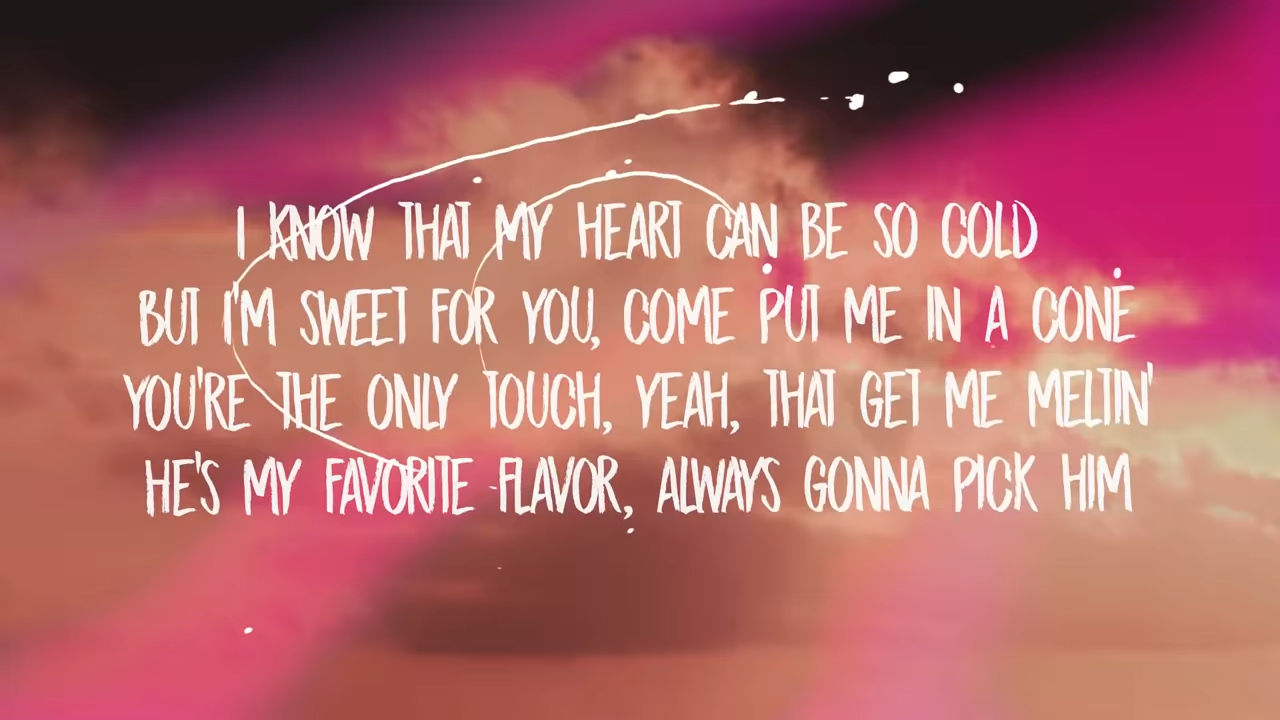 I KNOW THAT MY HEART CAN BE SO COLD
BUT I'M SWEET FOR YOU, COME PUT ME IN A CONE
YOU'RE THE ONLY TOUCH, YEAH, THAT GET ME MELTIN'
HE'S MY FAVORITE FLAVOR, ALWAYS GONNA PICK HIM